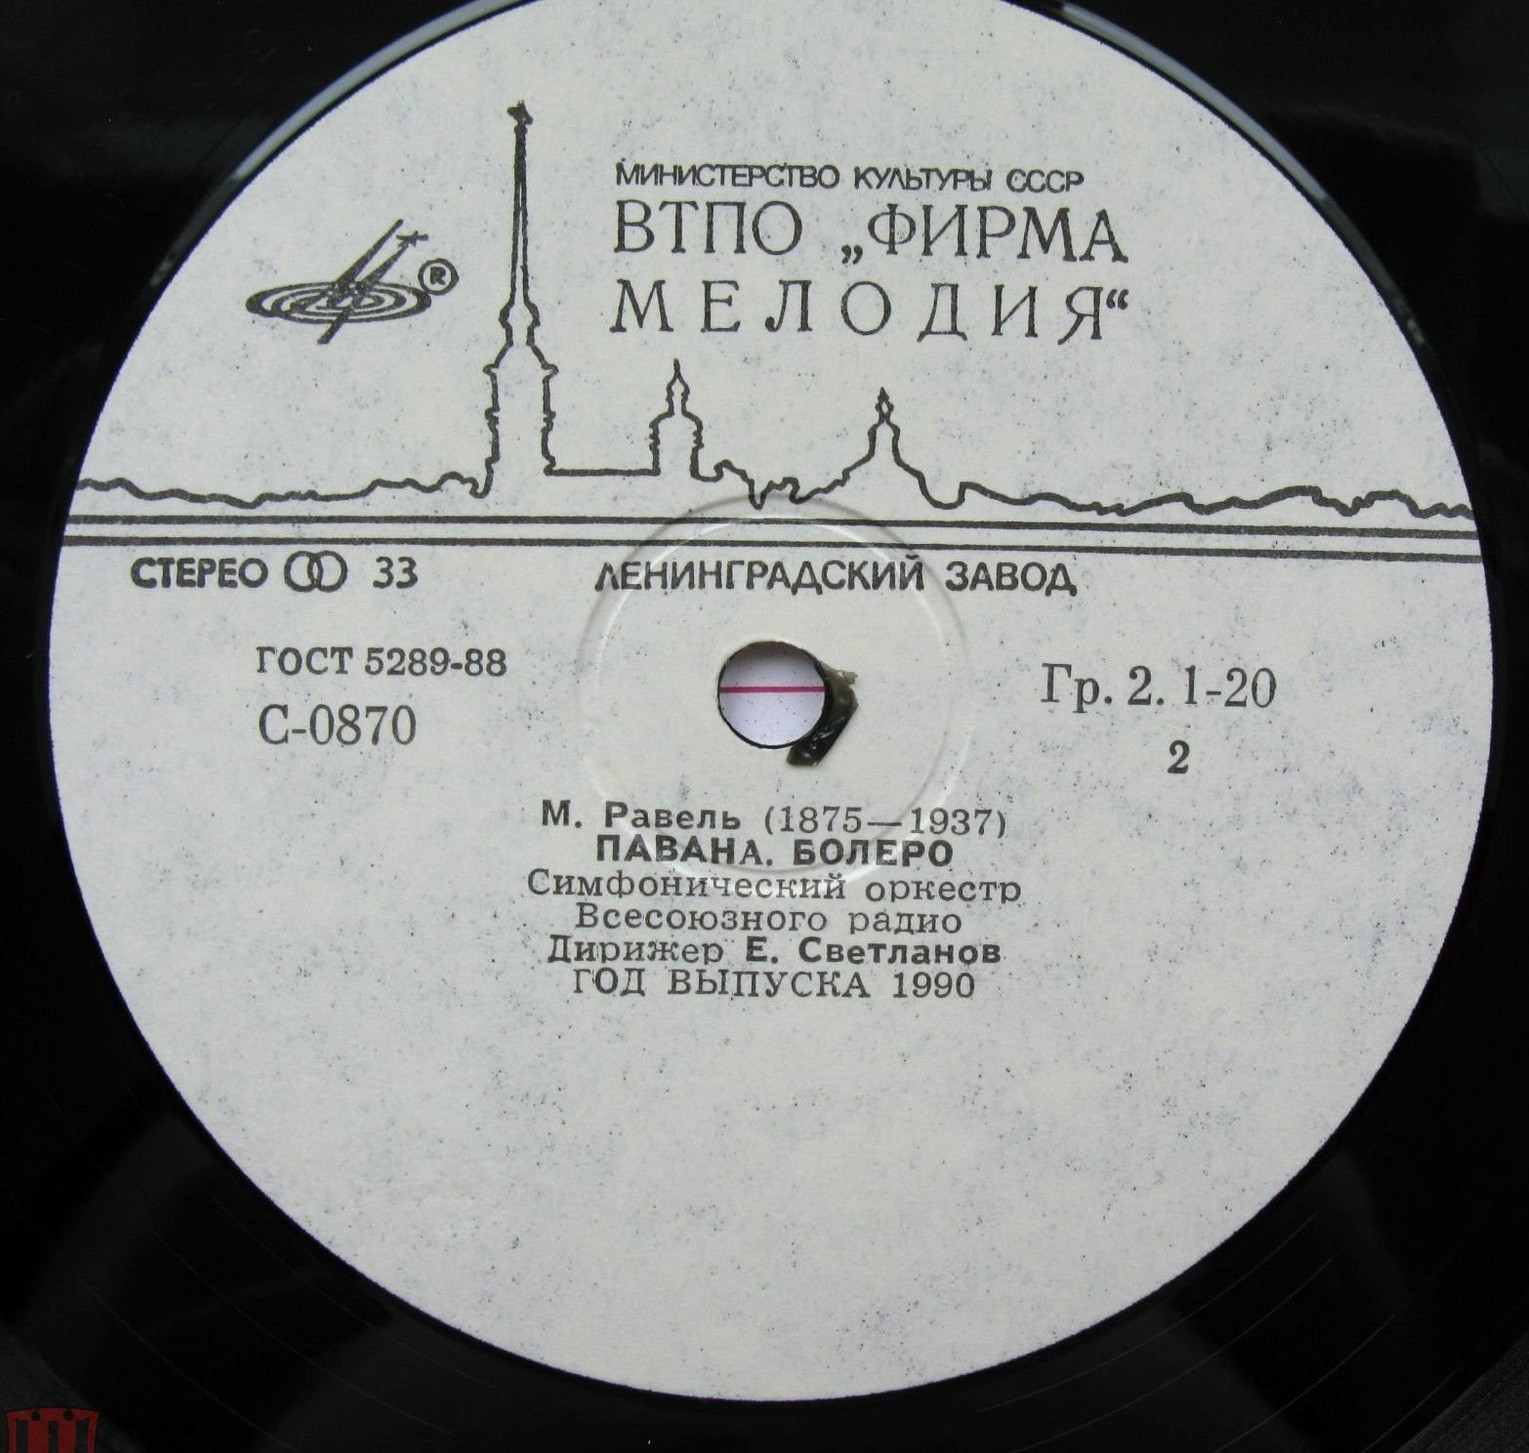 МИНИСТЕРСТВО КУЛЬТУРЫ СССР
ВТПО „ФИРМА
МЕЛОДИЯ“
®
СТЕРЕО 33
ЛЕНИНГРАДСКИЙ ЗАВОД
ГОСТ 5289-88
С-0870
Гр. 2. 1-20
2
М. Равель (1875—1937)
ПАВАНА. БОЛЕРО
Симфонический оркестр
Всесоюзного радио
Дирижер Е. Светланов
ГОД ВЫПУСКА 1990